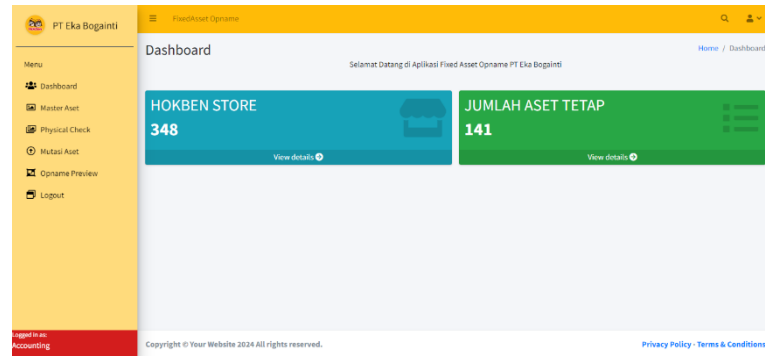 PT Eka Bogainti
FixedAsset Opname
Dashboard
Home / Dashboard
Selamat Datang di Aplikasi Fixed Asset Opname PT Eka Bogainti
Menu
Dashboard
Master Aset
Physical Check
Mutasi Aset
Opname Preview
Logout
HOKBEN STORE
348
View details
JUMLAH ASET TETAP
141
View details
Logged in as:
Accounting
Copyright © Your Website 2024 All rights reserved.
Privacy Policy - Terms & Conditions